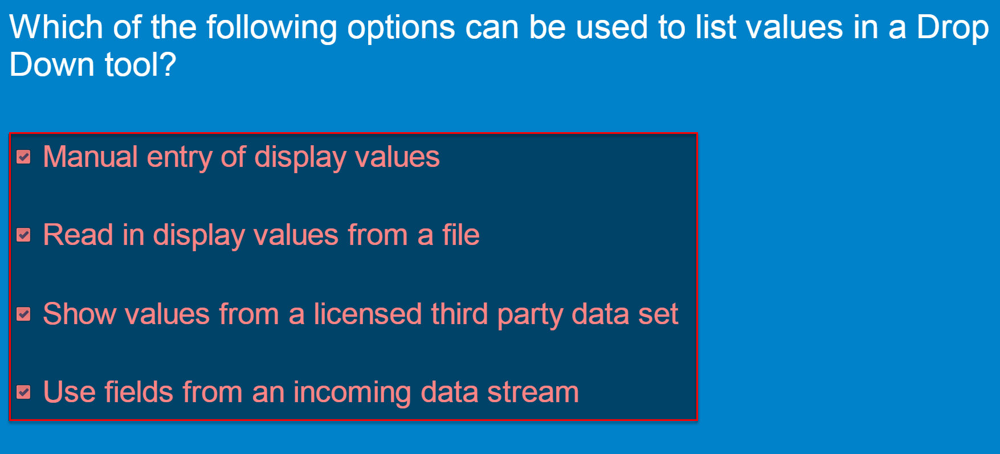 Which of the following options can be used to list values in a Drop
Down tool?
Manual entry of display values
Read in display values from a file
Show values from a licensed third party data set
Use fields from an incoming data stream